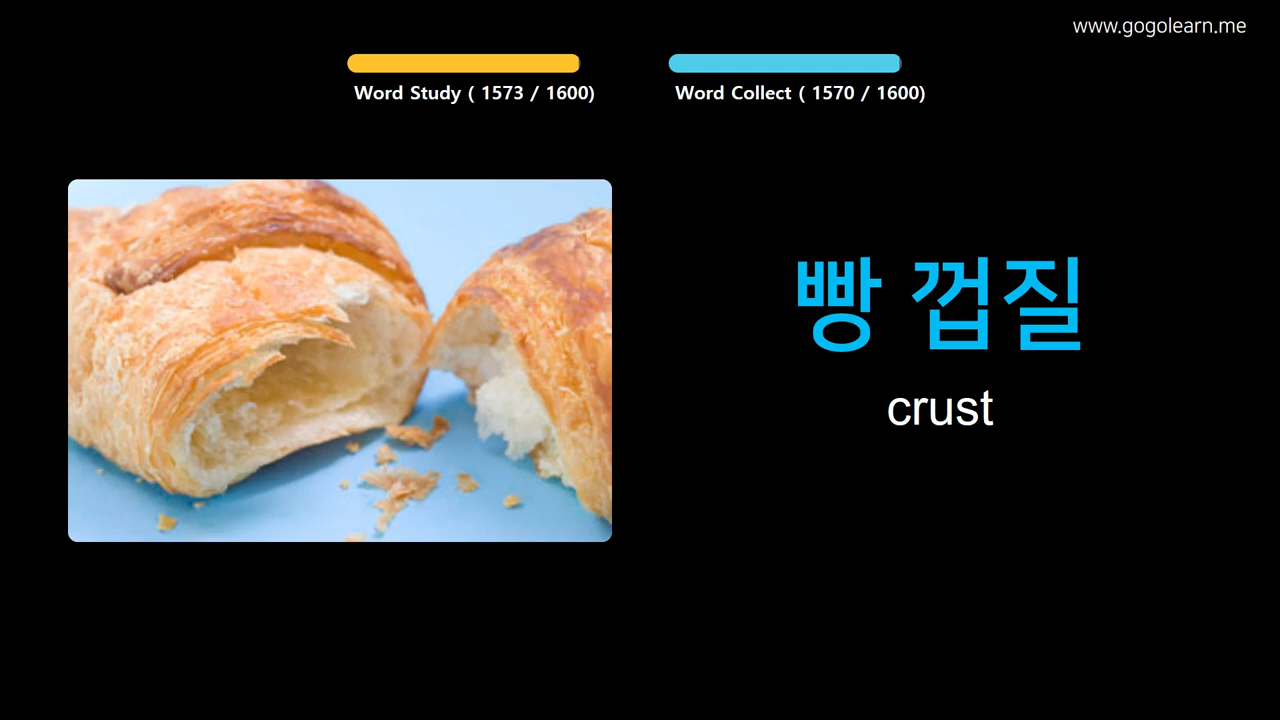 www.gogolearn.me
Word Study ( 1573 / 1600)
Word Collect ( 1570 / 1600)
빵 껍질
crust